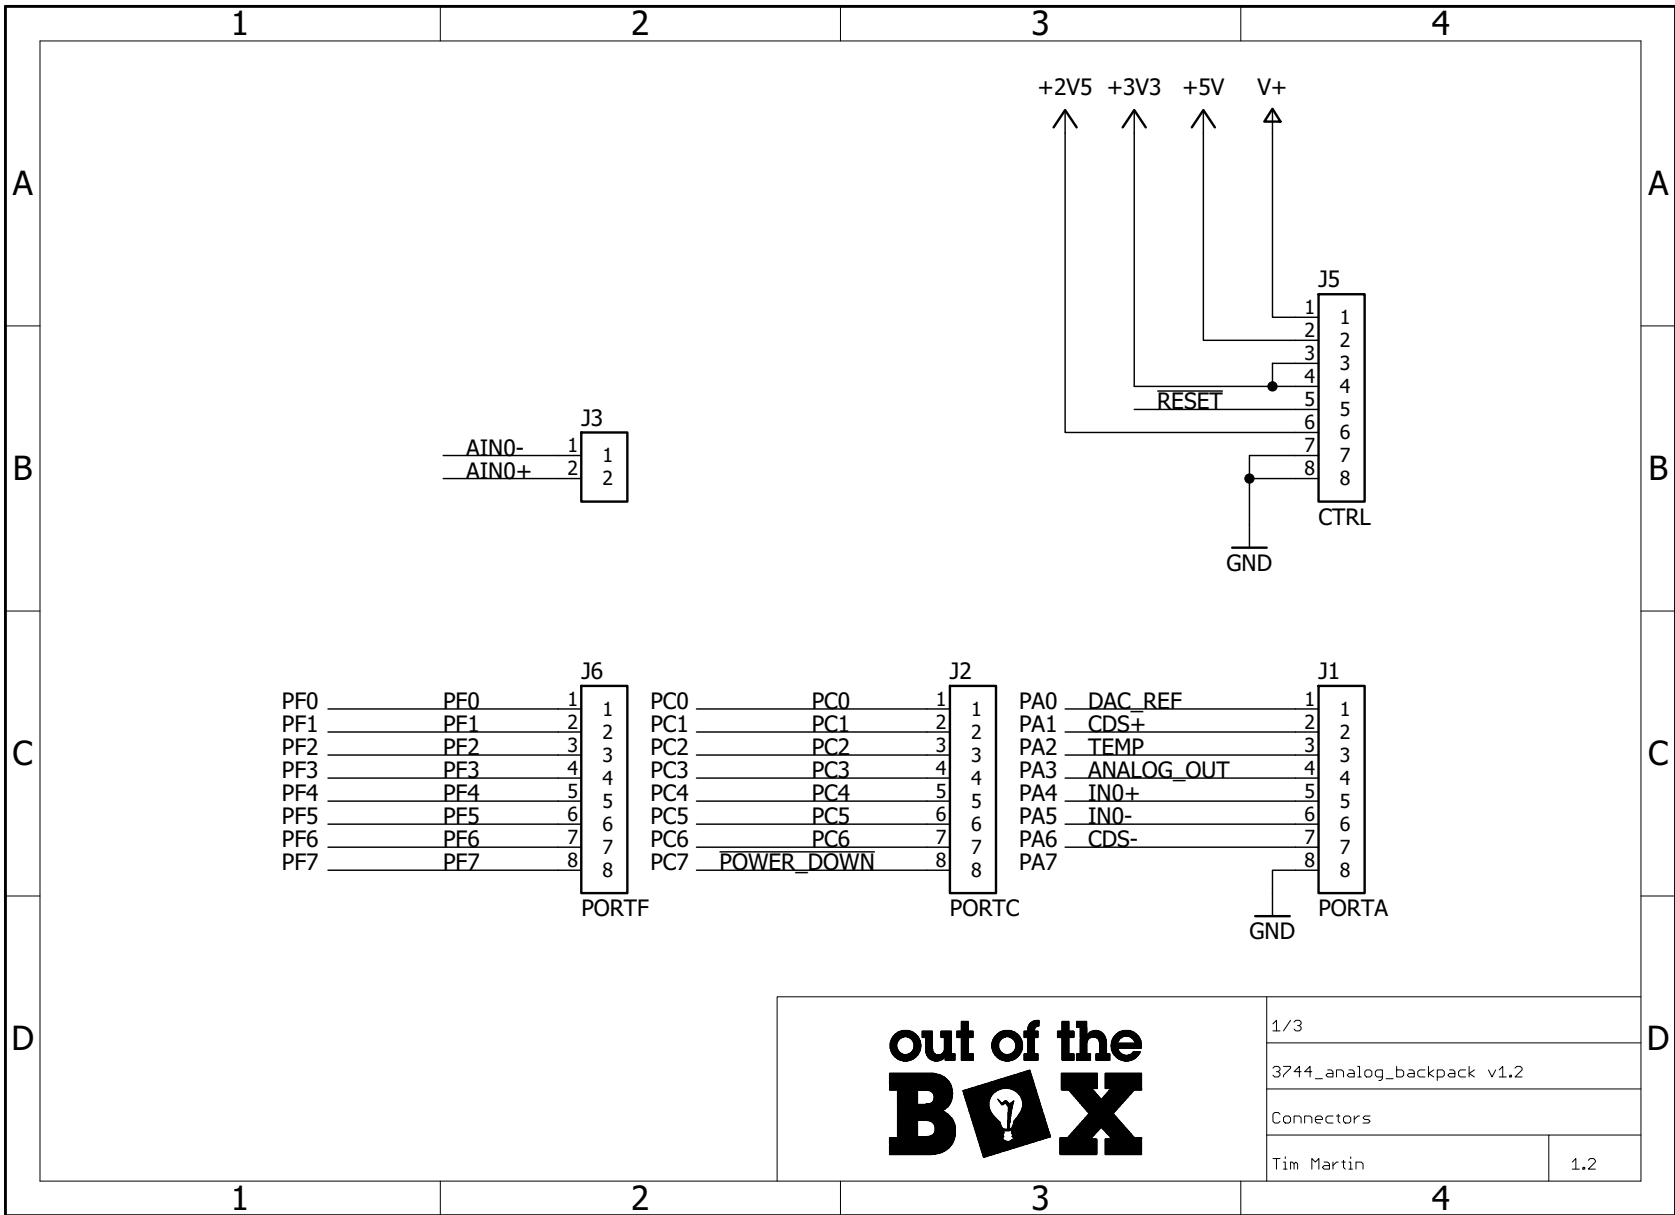 1 2 3 4
+2V5 +3V3 +5V V+
A A
J5
1 1
2 2
3 3
4 4
RESET 5 5
6 6
7 7
8 8
CTRL
GND
J3
AIN0- 1 1
AIN0+ 2 2
B B
J6 J2 J1
PF0 PF0 1 1 PC0 PC0 1 1 PA0 DAC_REF 1 1
PF1 PF1 2 2 PC1 PC1 2 2 PA1 CDS+ 2 2
PF2 PF2 3 3 PC2 PC2 3 3 PA2 TEMP 3 3
PF3 PF3 4 4 PC3 PC3 4 4 PA3 ANALOG_OUT 4 4
PF4 PF4 5 5 PC4 PC4 5 5 PA4 IN0+ 5 5
PF5 PF5 6 6 PC5 PC5 6 6 PA5 IN0- 6 6
PF6 PF6 7 7 PC6 PC6 7 7 PA6 CDS- 7 7
PF7 PF7 8 8 PC7 POWER_DOWN 8 8 PA7 8 8
PORTF PORTC PORTA
GND
C C
out of the
BOX
1/3
3744_analog_backpack v1.2
Connectors
Tim Martin 1.2
D D
1 2 3 4